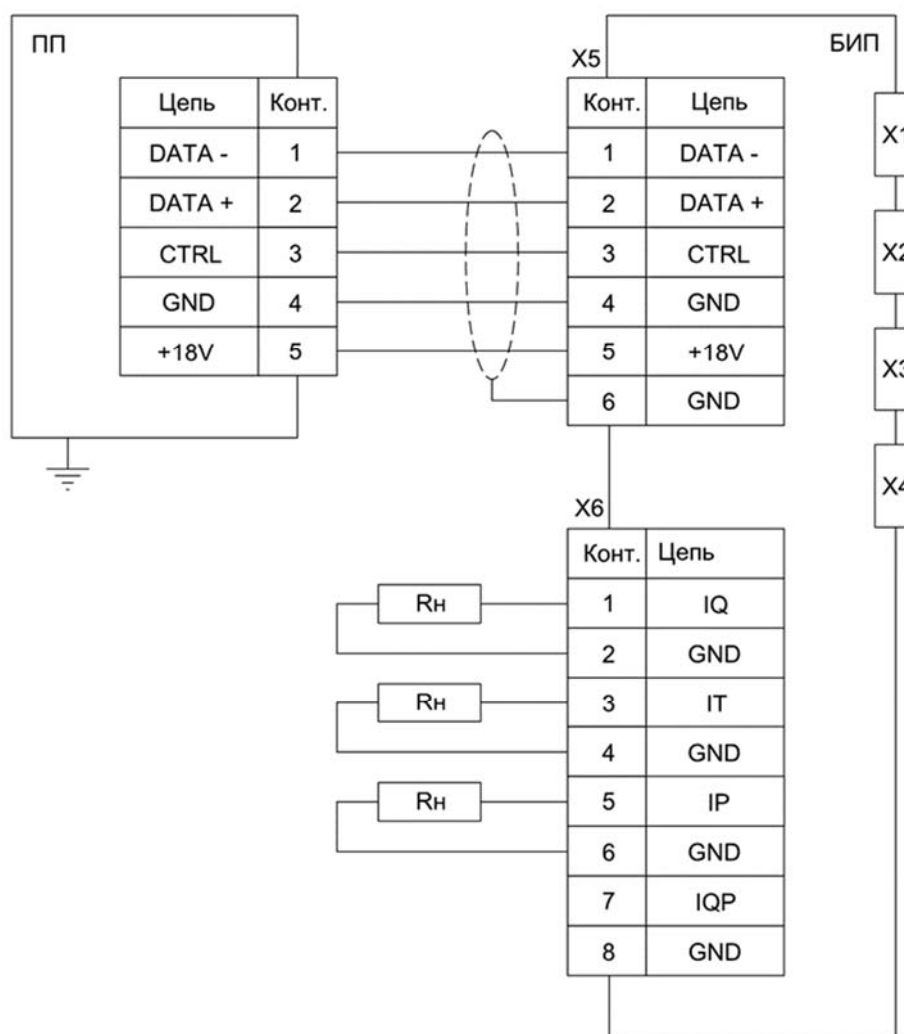 ПП
БИП
X5
Цепь Конт.
Конт. Цепь
DATA - 1
1 DATA -
DATA + 2
2 DATA +
CTRL 3
3 CTRL
GND 4
4 GND
+18V 5
5 +18V
6 GND
X1
X2
X3
X4
X6
Конт. Цепь
Rн
1 IQ
2 GND
Rн
3 IT
4 GND
Rн
5 IP
6 GND
7 IQP
8 GND